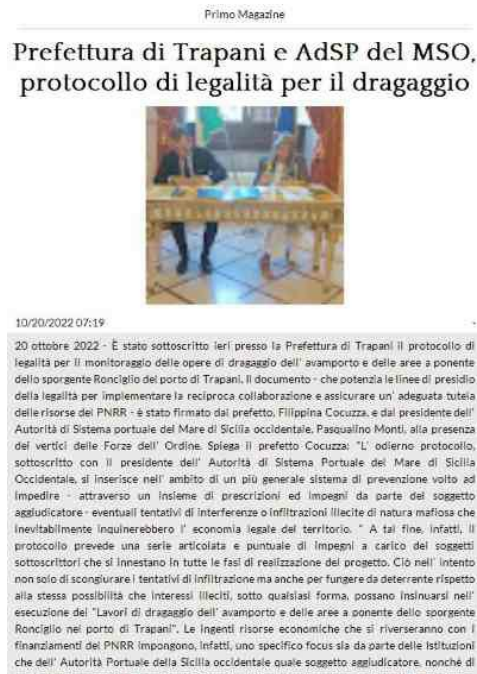 Primo Magazine
Prefettura di Trapani e AdSP del MSO,
protocollo di legalità per il dragaggio
10/20/2022 07:19
-
20 ottobre 2022 - È stato sottoscritto ieri presso la Prefettura di Trapani il protocollo di
legalità per il monitoraggio delle opere di dragaggio dell' avamporto e delle aree a ponente
dello sporgente Ronciglio del porto di Trapani. Il documento - che potenzia le linee di presidio
della legalità per implementare la reciproca collaborazione e assicurare un' adeguata tutela
delle risorse del PNRR - è stato firmato dal prefetto, Filippina Cocuzza, e dal presidente dell'
Autorità di Sistema portuale del Mare di Sicilia occidentale, Pasqualino Monti, alla presenza
dei vertici delle Forze dell' Ordine. Spiega il prefetto Cocuzza: "L' odierno protocollo,
sottoscritto con il presidente dell' Autorità di Sistema Portuale del Mare di Sicilia
Occidentale, si inserisce nell' ambito di un più generale sistema di prevenzione volto ad
impedire - attraverso un insieme di prescrizioni ed impegni da parte del soggetto
aggiudicatore - eventuali tentativi di interferenze o infiltrazioni illecite di natura mafiosa che
inevitabilmente inquinerebbero l' economia legale del territorio. " A tal fine, infatti, il
protocollo prevede una serie articolata e puntuale di impegni a carico dei soggetti
sottoscrittori che si innestano in tutte le fasi di realizzazione del progetto. Ciò nell' intento
non solo di scongiurare i tentativi di infiltrazione ma anche per fungere da deterrente rispetto
alla stessa possibilità che interessi illeciti, sotto qualsiasi forma, possano insinuarsi nell'
esecuzione dei "Lavori di dragaggio dell' avamporto e delle aree a ponente dello sporgente
Ronciglio nel porto di Trapani". Le ingenti risorse economiche che si riverseranno con i
finanziamenti del PNRR impongono, infatti, uno specifico focus sia da parte delle Istituzioni
che dell' Autorità Portuale della Sicilia occidentale quale soggetto aggiudicatore, nonché di